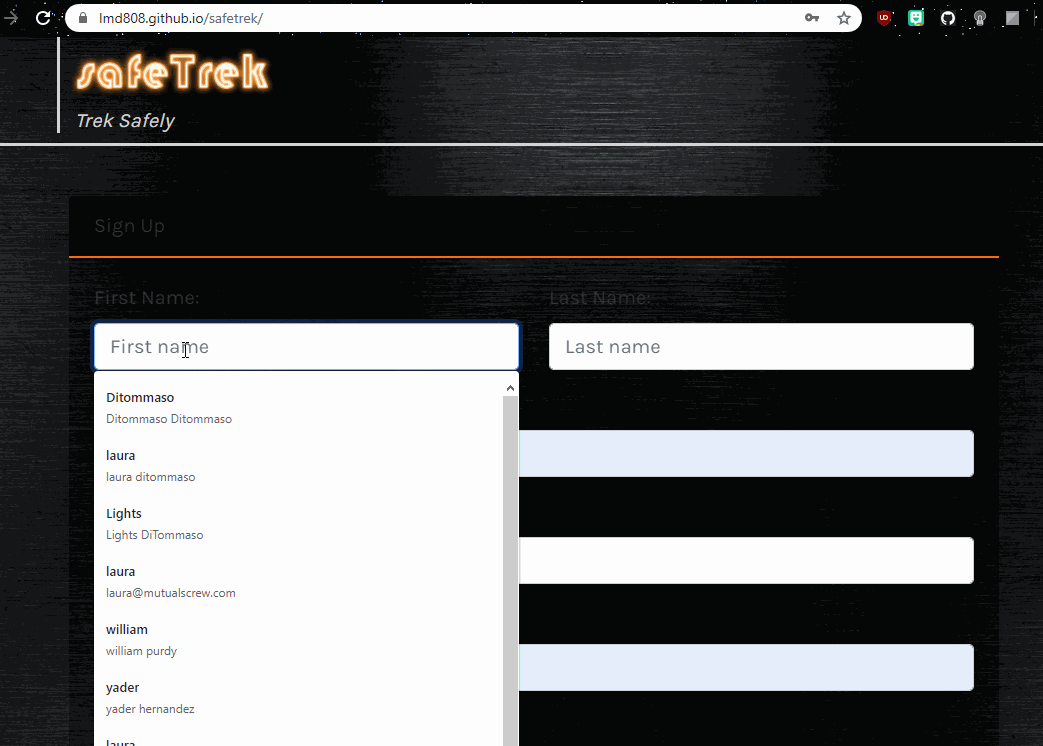 lmd808.github.io/safetrek/
safeTrek
Trek Safely
Sign Up
First Name:
Last Name:
First name
Last name
Ditommaso
Ditommaso Ditommaso
laura
laura ditommaso
Lights
Lights DiTommaso
laura
laura@mutualscrew.com
william
william purdy
yader
yader hernandez
laura